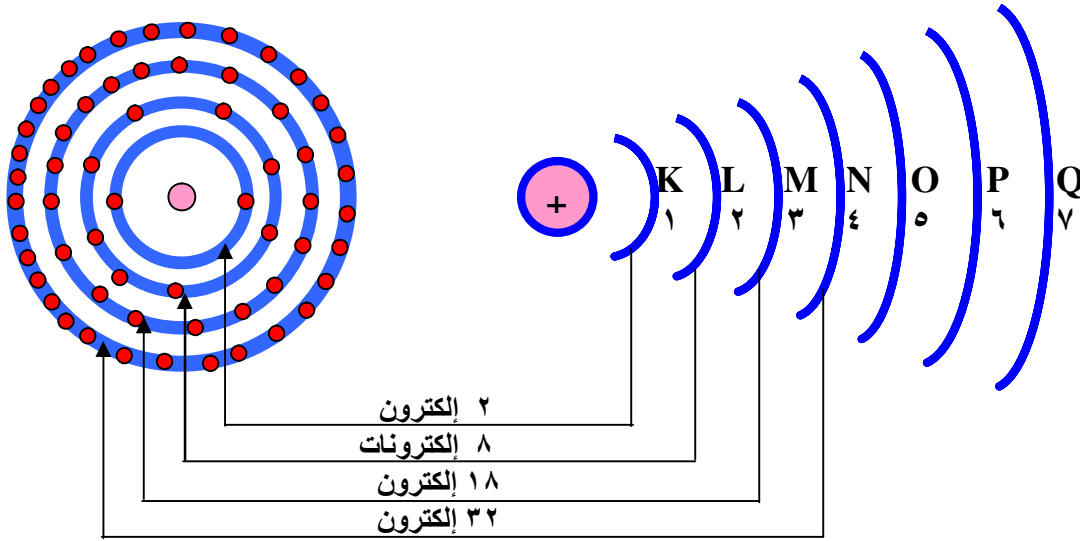 K L M N O P Q
١ ٢ ٣ ٤ ٥ ٦ ٧
+
٢ إلكترون
٨ إلكترونات
١٨ إلكترون
٣٢ إلكترون